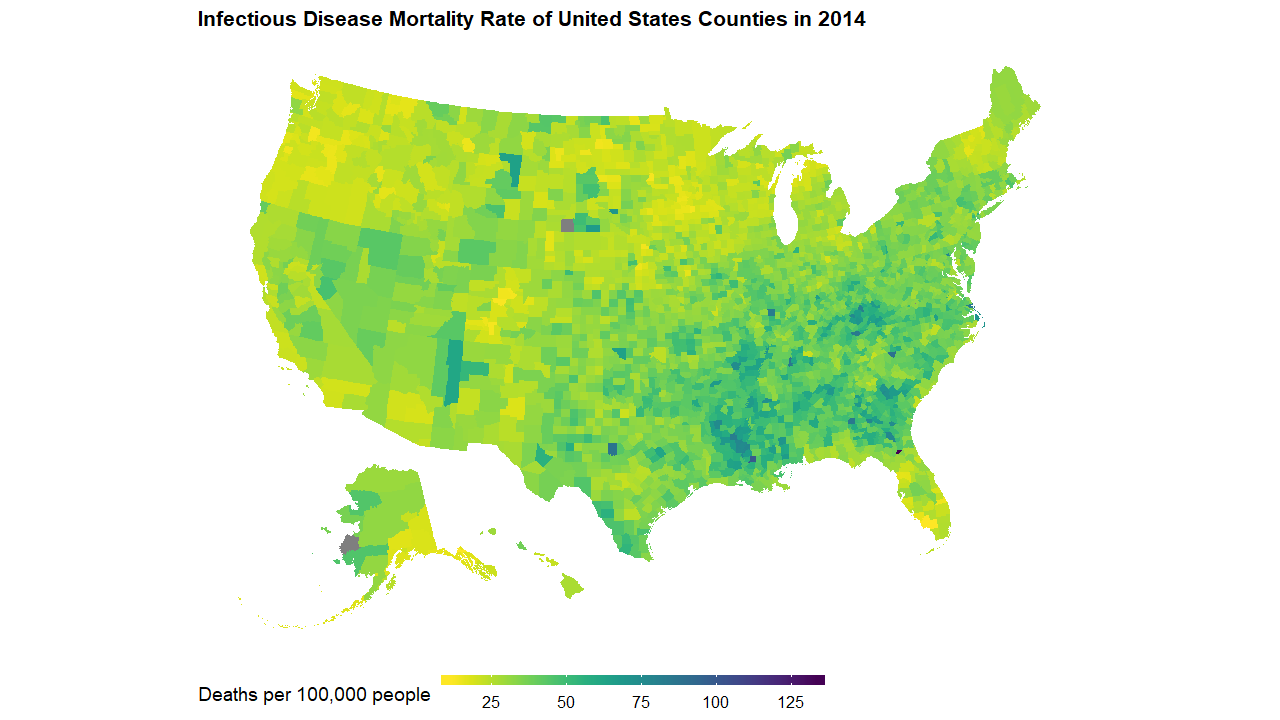 Infectious Disease Mortality Rate of United States Counties in 2014
Deaths per 100,000 people
25 50 75 100 125